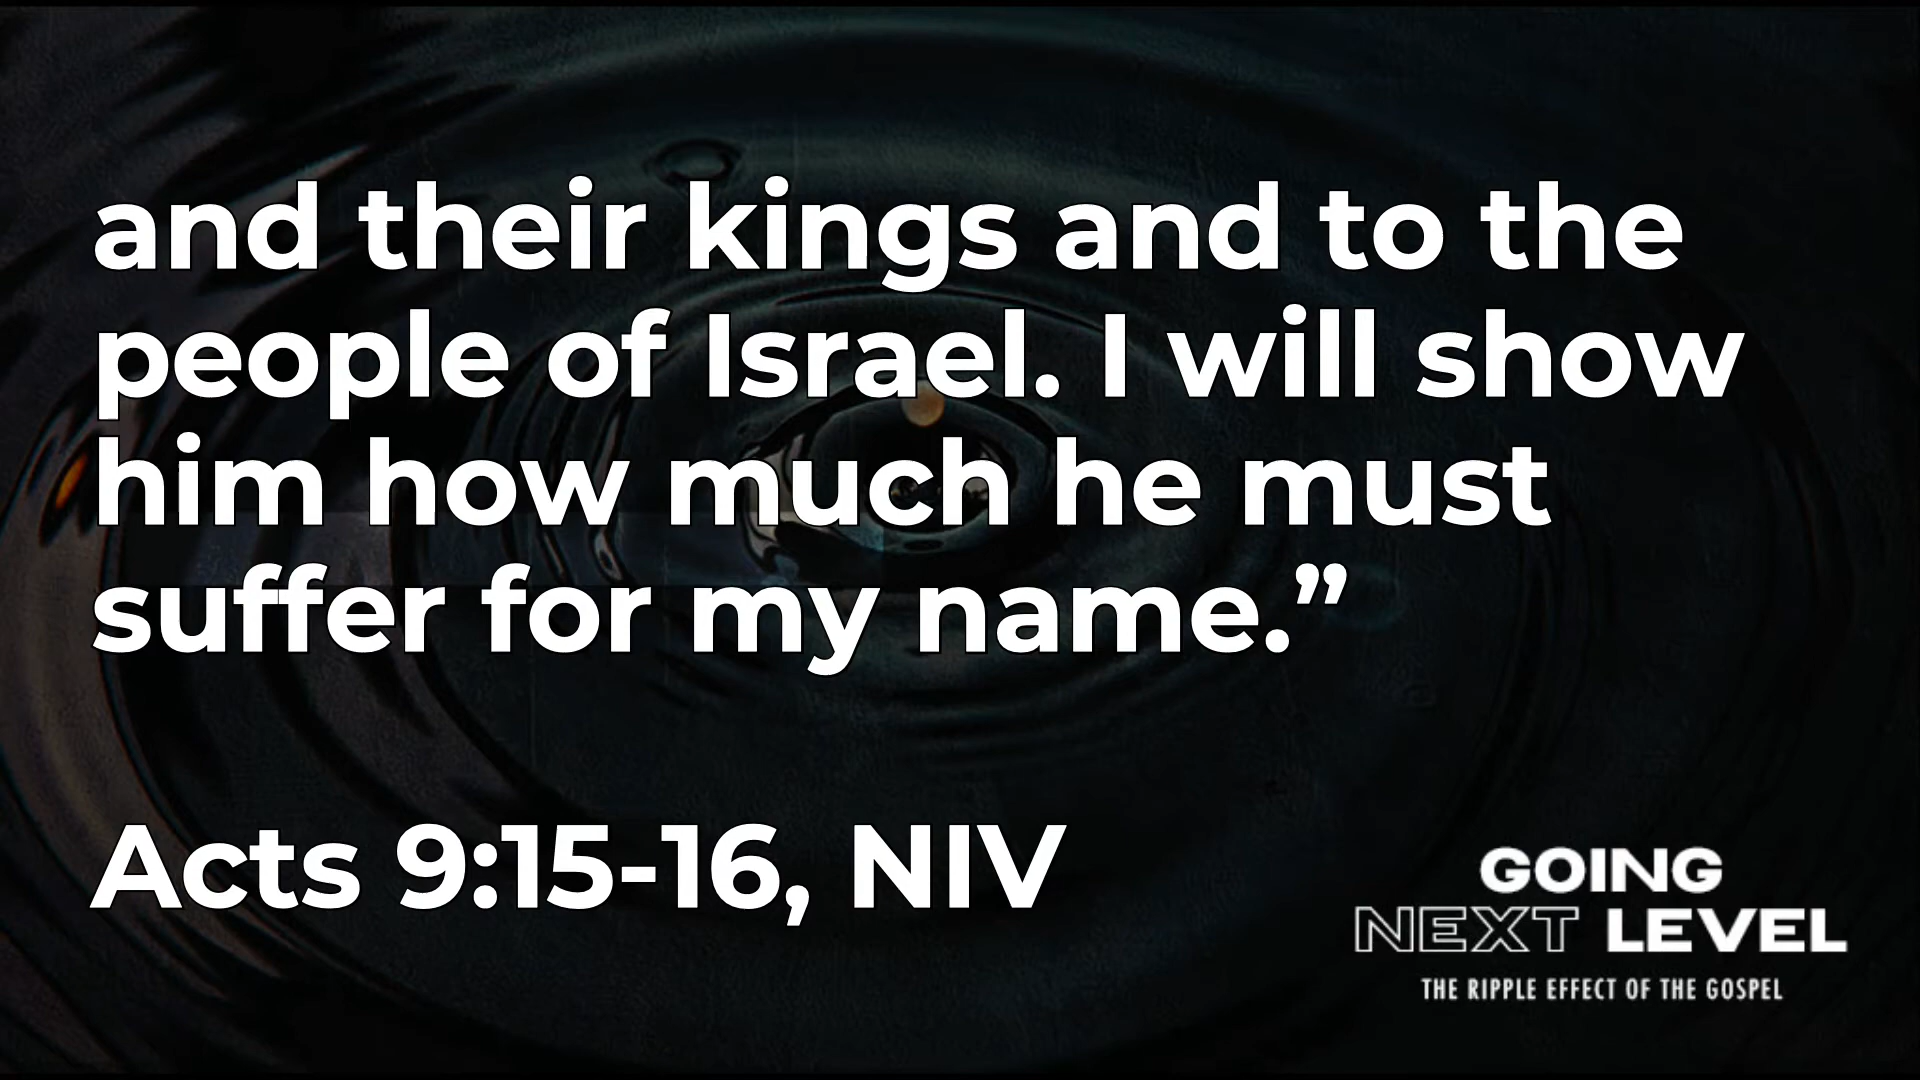 and their kings and to the
people of Israel. I will show
him how much he must
suffer for my name.”
Acts 9:15-16, NIV
GOING
NEXT LEVEL
THE RIPPLE EFFECT OF THE GOSPEL